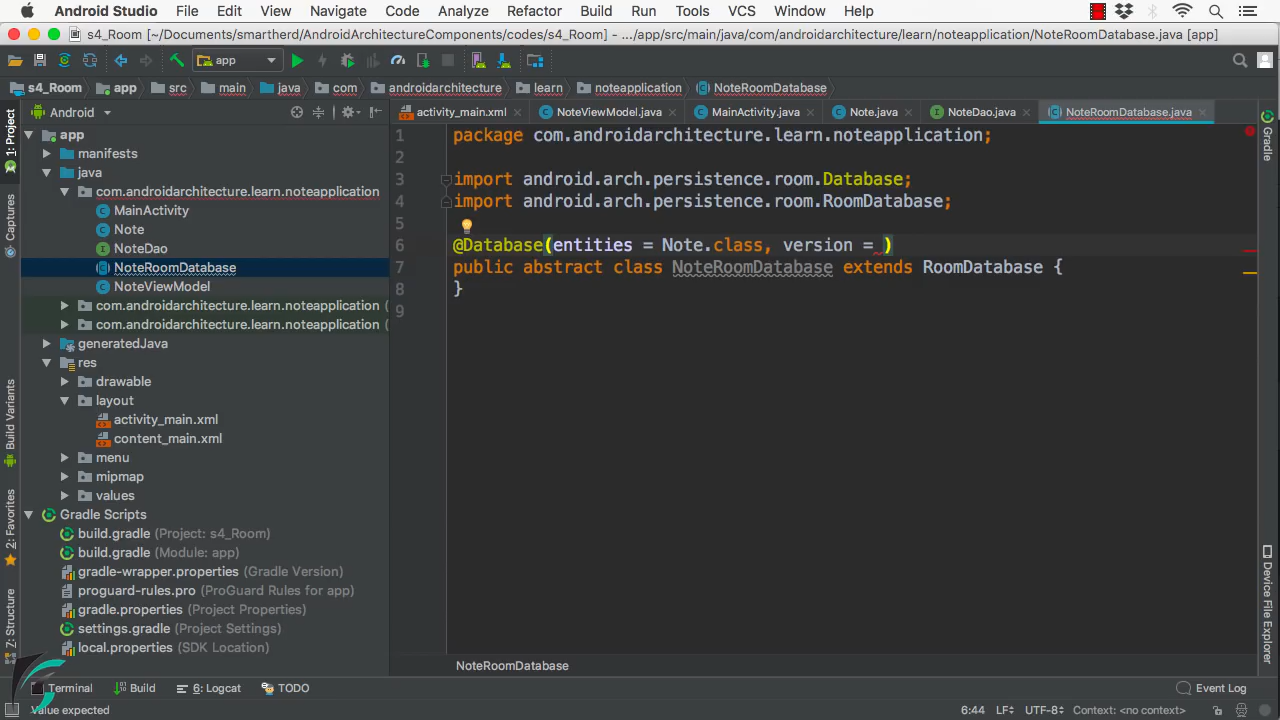 Android Studio File Edit View Navigate Code Analyze Refactor Build Run Tools VCS Window Help
s4_Room [~/Documents/smartherd/AndroidArchitectureComponents/codes/s4_Room] - .../app/src/main/java/com/androidarchitecture/learn/noteapplication/NoteRoomDatabase.java [app]
app
s4_Room app src main java com androidarchitecture learn noteapplication NoteRoomDatabase
Android
activity_main.xml NoteViewModel.java MainActivity.java Note.java NoteDao.java NoteRoomDatabase.java
1: Project
Captures
Build Variants
2: Favorites
7: Structure
app
manifests
java
com.androidarchitecture.learn.noteapplication
MainActivity
Note
NoteDao
NoteRoomDatabase
NoteViewModel
com.androidarchitecture.learn.noteapplication (
com.androidarchitecture.learn.noteapplication (
generatedJava
res
drawable
layout
activity_main.xml
content_main.xml
menu
mipmap
values
Gradle Scripts
build.gradle (Project: s4_Room)
build.gradle (Module: app)
gradle-wrapper.properties (Gradle Version)
proguard-rules.pro (ProGuard Rules for app)
gradle.properties (Project Properties)
settings.gradle (Project Settings)
local.properties (SDK Location)
1 package com.androidarchitecture.learn.noteapplication;
2
3 import android.arch.persistence.room.Database;
4 import android.arch.persistence.room.RoomDatabase;
5
6 @Database(entities = Note.class, version = )
7 public abstract class NoteRoomDatabase extends RoomDatabase {
8 }
9
NoteRoomDatabase
Gradle
Device File Explorer
Terminal Build 6: Logcat TODO Event Log
Value expected 6:44 LF UTF-8 Context: <no context>